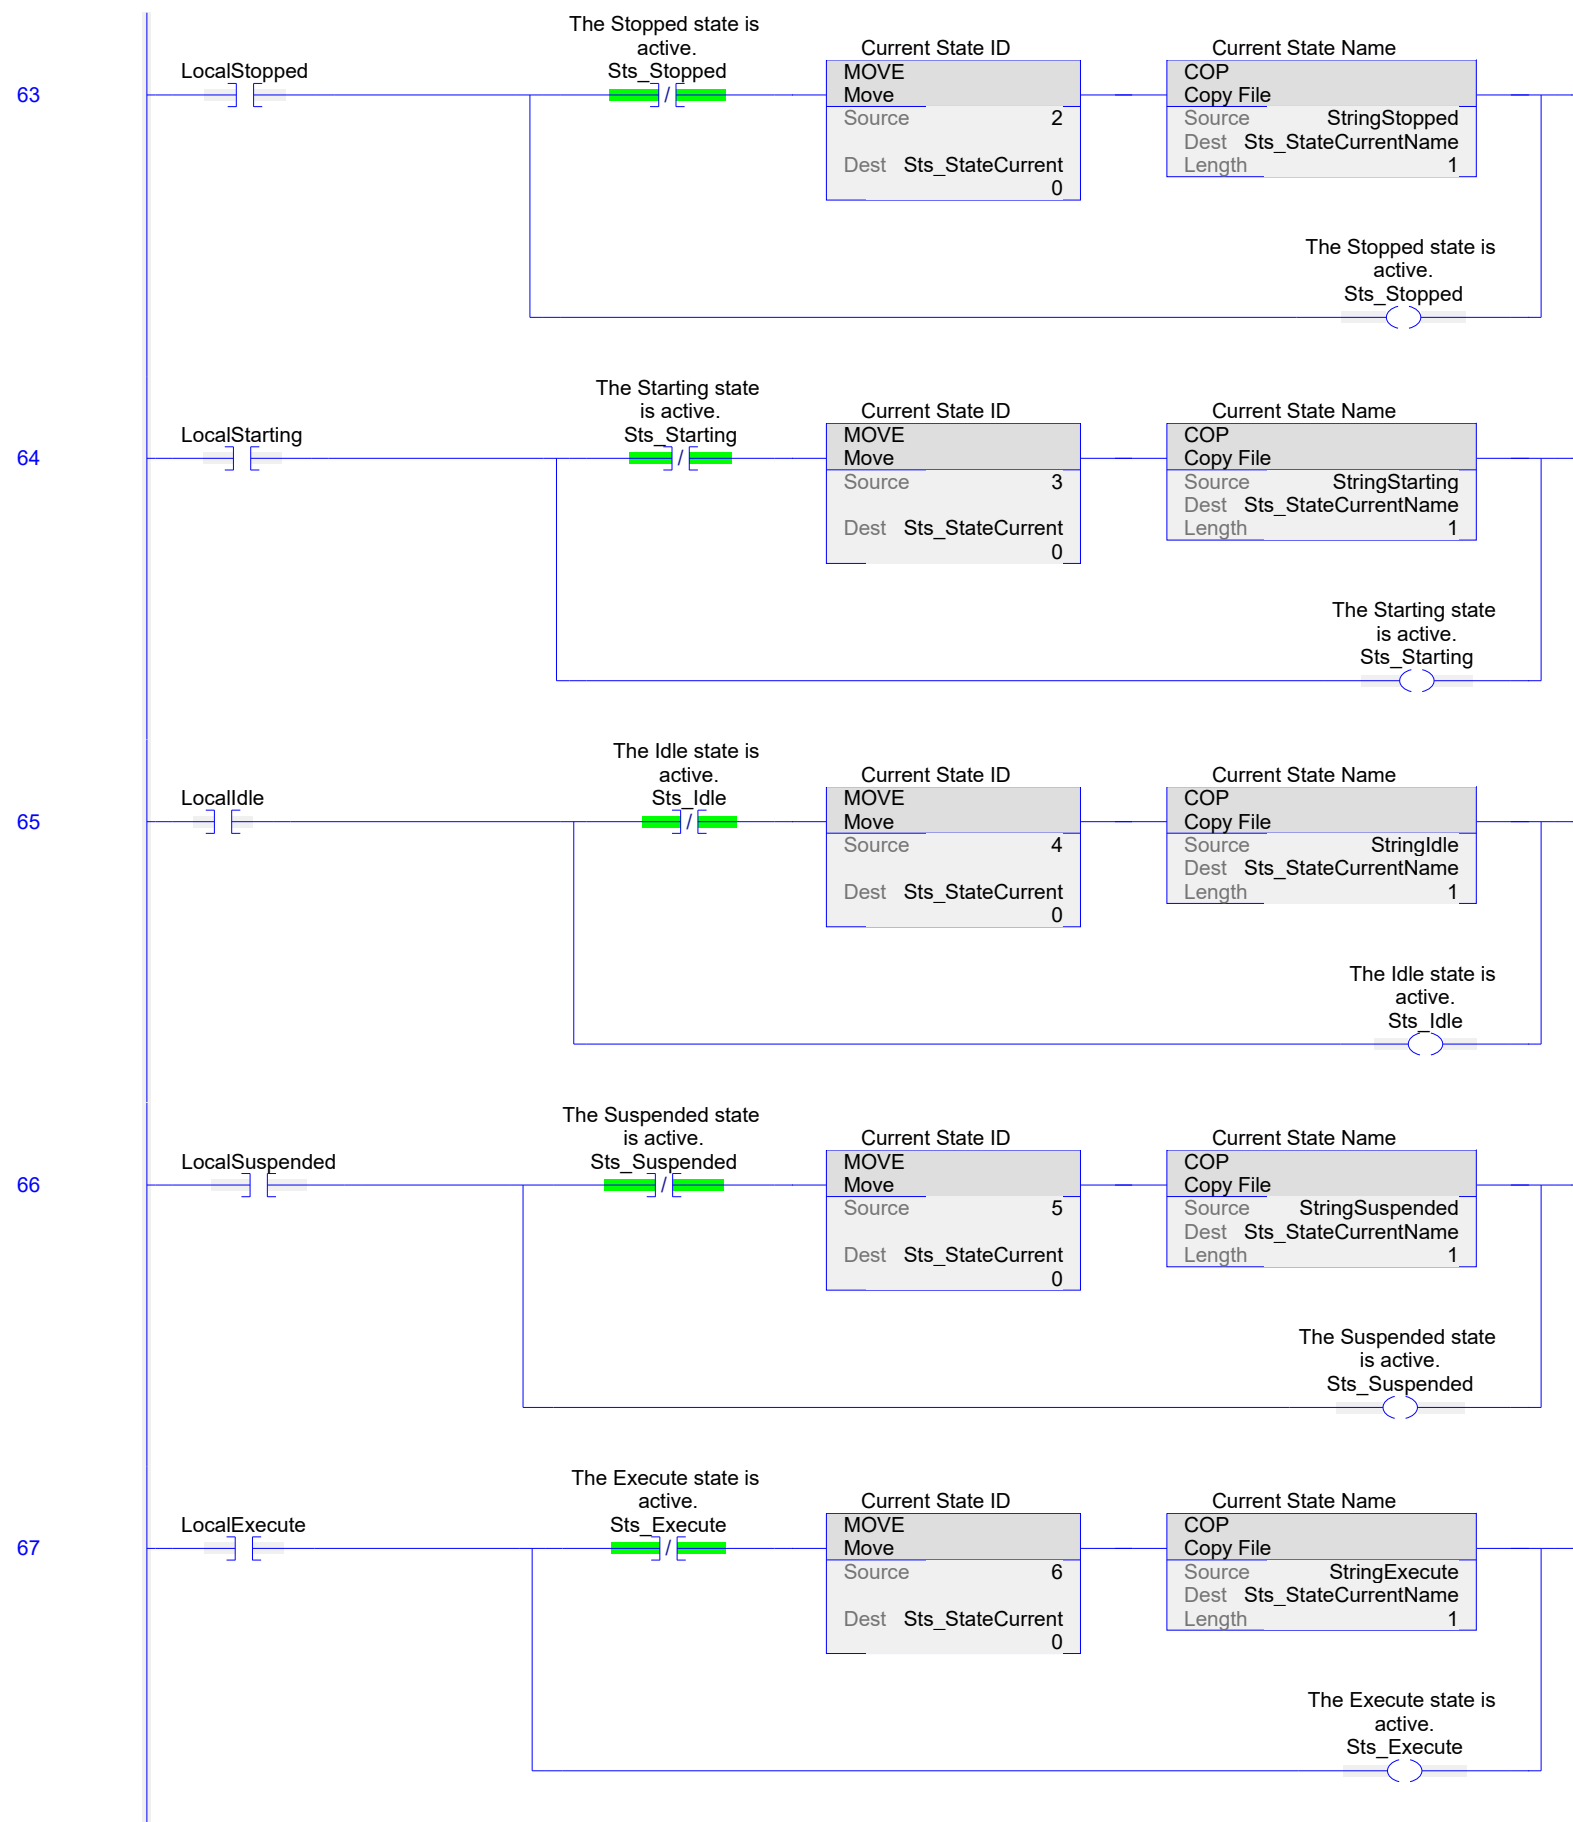 63
LocalStopped
The Stopped state is
active.
Sts_Stopped
/
Current State ID
MOVE
Move
Source 2
Dest Sts_StateCurrent
0
Current State Name
COP
Copy File
Source StringStopped
Dest Sts_StateCurrentName
Length 1
The Stopped state is
active.
Sts_Stopped
64
LocalStarting
The Starting state
is active.
Sts_Starting
/
Current State ID
MOVE
Move
Source 3
Dest Sts_StateCurrent
0
Current State Name
COP
Copy File
Source StringStarting
Dest Sts_StateCurrentName
Length 1
The Starting state
is active.
Sts_Starting
65
LocalIdle
The Idle state is
active.
Sts_Idle
/
Current State ID
MOVE
Move
Source 4
Dest Sts_StateCurrent
0
Current State Name
COP
Copy File
Source StringIdle
Dest Sts_StateCurrentName
Length 1
The Idle state is
active.
Sts_Idle
66
LocalSuspended
The Suspended state
is active.
Sts_Suspended
/
Current State ID
MOVE
Move
Source 5
Dest Sts_StateCurrent
0
Current State Name
COP
Copy File
Source StringSuspended
Dest Sts_StateCurrentName
Length 1
The Suspended state
is active.
Sts_Suspended
67
LocalExecute
The Execute state is
active.
Sts_Execute
/
Current State ID
MOVE
Move
Source 6
Dest Sts_StateCurrent
0
Current State Name
COP
Copy File
Source StringExecute
Dest Sts_StateCurrentName
Length 1
The Execute state is
active.
Sts_Execute